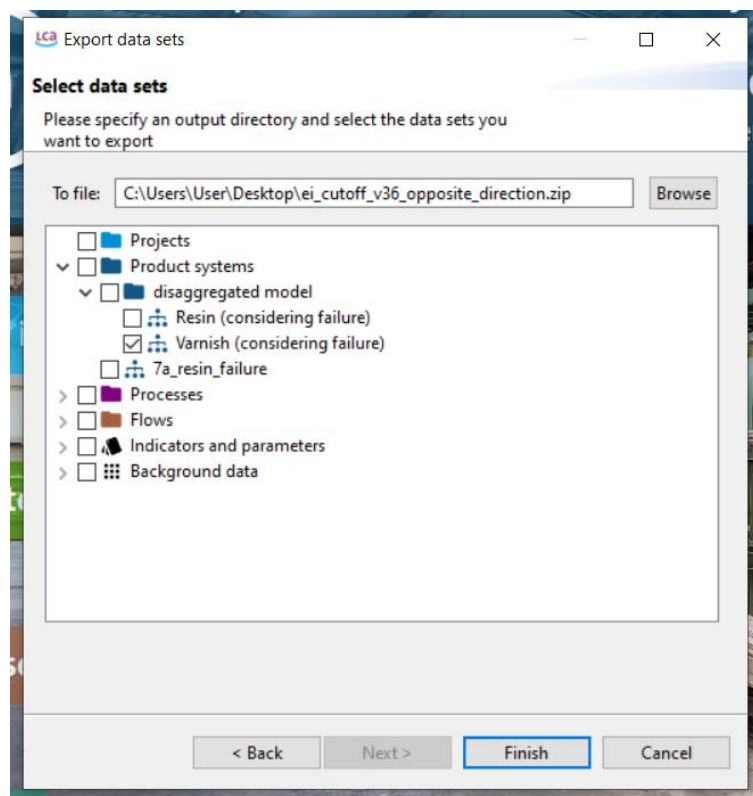 LCA Export data sets
Select data sets
Please specify an output directory and select the data sets you
want to export
To file: C:\Users\User\Desktop\ei_cutoff_v36_opposite_direction.zip Browse
Projects
Product systems
disaggregated model
Resin (considering failure)
Varnish (considering failure)
7a_resin_failure
Processes
Flows
Indicators and parameters
Background data
< Back Next > Finish Cancel